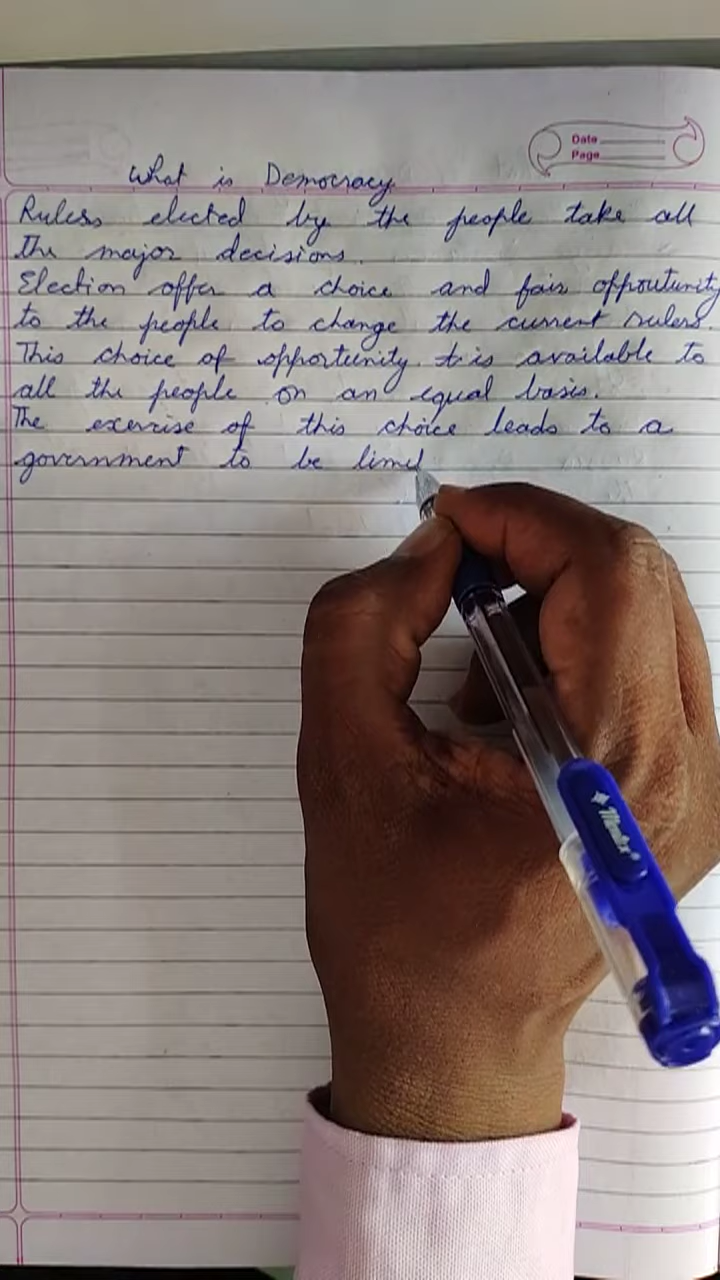 What is Democracy
Date
Page
Rulers elected by the people take all
the major decisions.
Election offer a choice and fair oppoutunity
to the people to change the current rulers.
This choice of opportunity is available to
all the people on an equal basis.
The exercise of this choice leads to a
government to be limi